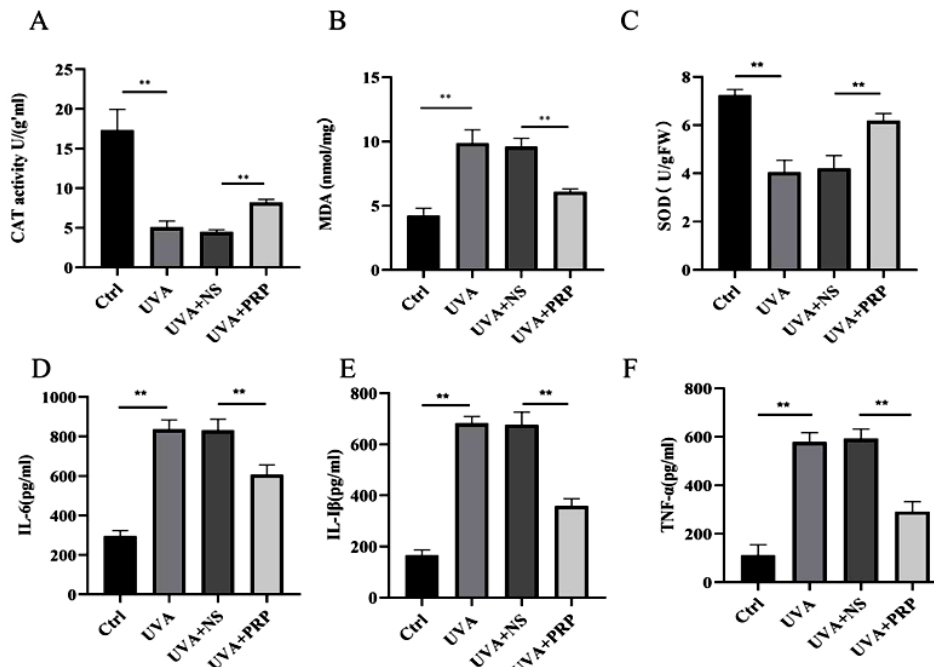 A
CAT activity U/(g'ml)
25
20
15
10
5
0
**
**
Ctrl
UVA
UVA+NS
UVA+PRP
B
MDA (nmol/mg)
15
10
5
0
**
**
Ctrl
UVA
UVA+NS
UVA+PRP
C
SOD( U/gFW)
8
6
4
2
0
**
**
Ctrl
UVA
UVA+NS
UVA+PRP
D
IL-6(pg/ml)
1000
800
600
400
200
0
**
**
Ctrl
UVA
UVA+NS
UVA+PRP
E
IL-Iβ(pg/ml)
800
600
400
200
0
**
**
Ctrl
UVA
UVA+NS
UVA+PRP
F
TNF-α(pg/ml)
800
600
400
200
0
**
**
Ctrl
UVA
UVA+NS
UVA+PRP